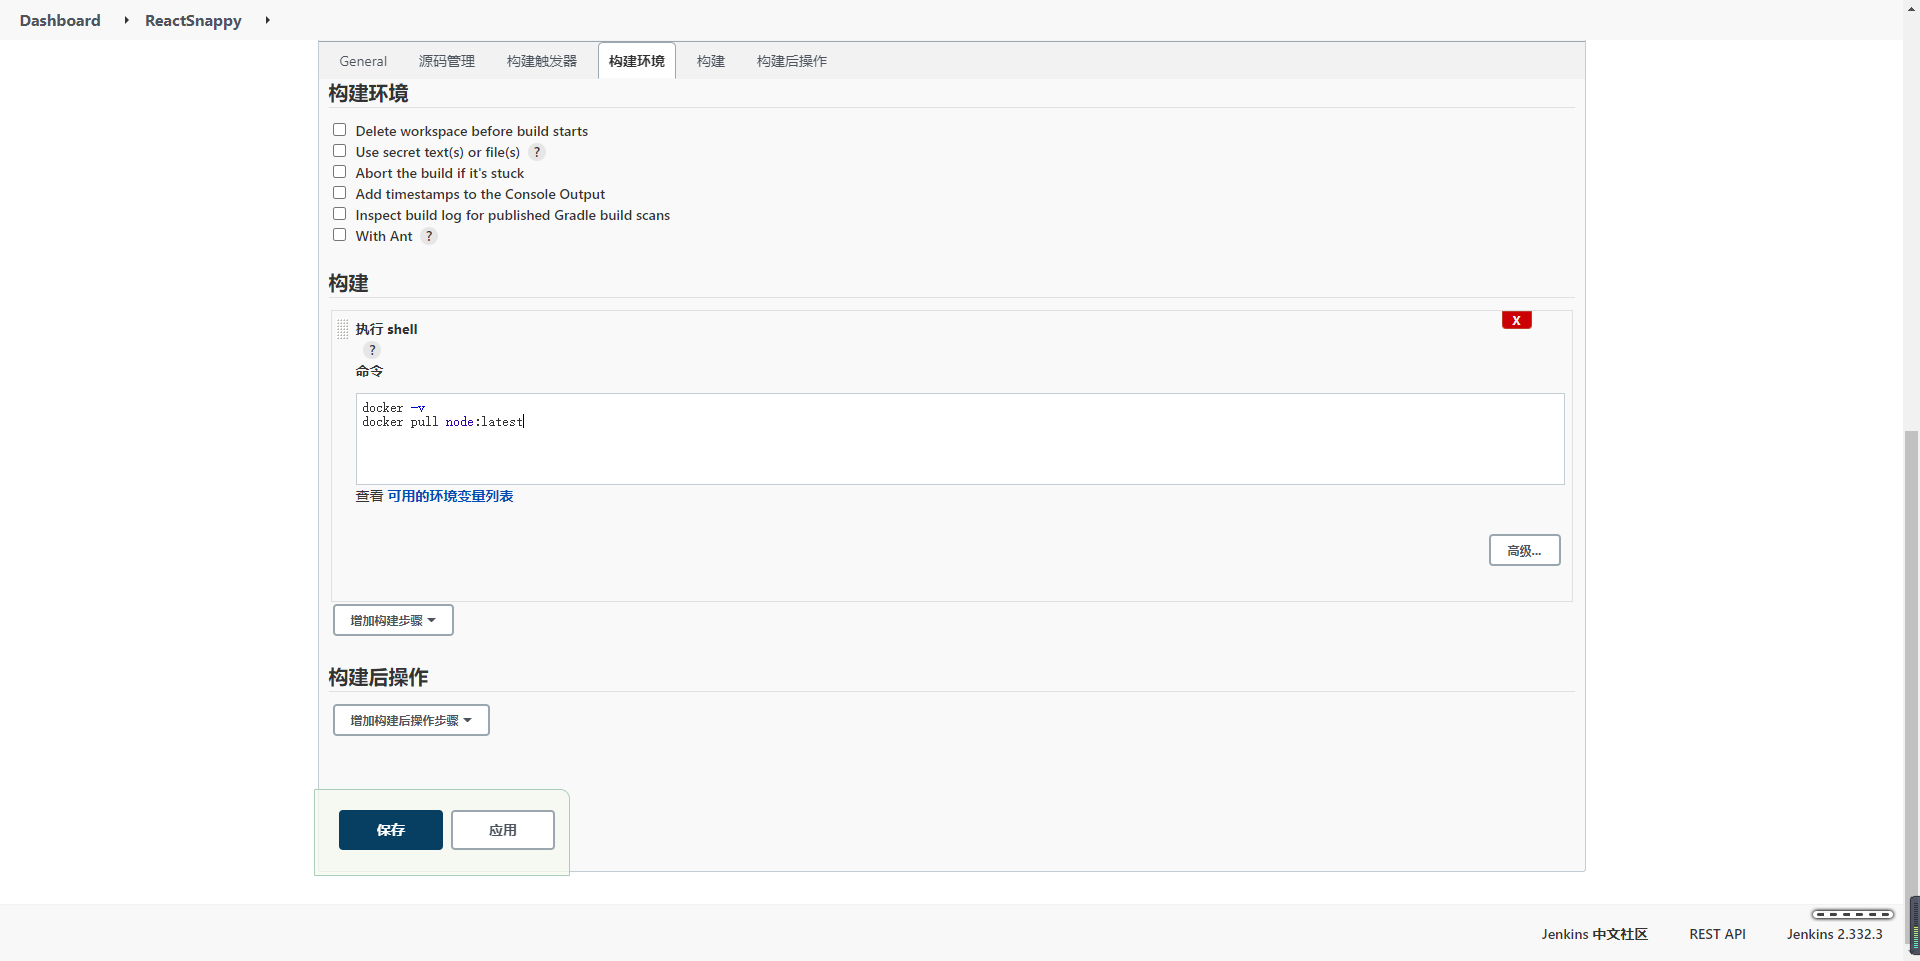 Dashboard ReactSnappy
General 源码管理 构建触发器 构建环境 构建 构建后操作
构建环境
Delete workspace before build starts
Use secret text(s) or file(s) ?
Abort the build if it's stuck
Add timestamps to the Console Output
Inspect build log for published Gradle build scans
With Ant ?
构建
执行 shell
X
?
命令
docker -v
docker pull node:latest
查看 可用的环境变量列表
高级...
增加构建步骤
构建后操作
增加构建后操作步骤
保存 应用
Jenkins 中文社区 REST API Jenkins 2.332.3